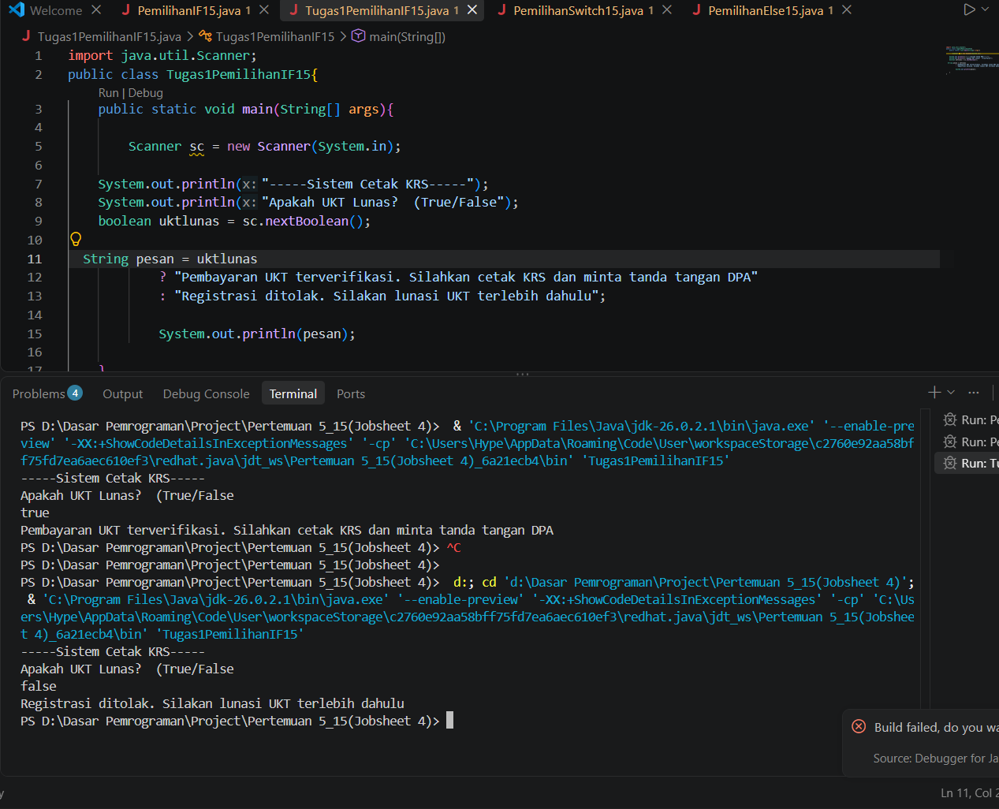 Welcome PemilihanIF15.java 1 Tugas1PemilihanIF15.java 1 PemilihanSwitch15.java 1 PemilihanElse15.java 1
Tugas1PemilihanIF15.java > Tugas1PemilihanIF15 > main(String[])
1 import java.util.Scanner;
2 public class Tugas1PemilihanIF15{
Run | Debug
3 public static void main(String[] args){
4
5 Scanner sc = new Scanner(System.in);
6
7 System.out.println(x: "-----Sistem Cetak KRS-----");
8 System.out.println(x: "Apakah UKT Lunas?  (True/False");
9 boolean uktlunas = sc.nextBoolean();
10
11 String pesan = uktlunas
12 ? "Pembayaran UKT terverifikasi. Silahkan cetak KRS dan minta tanda tangan DPA"
13 : "Registrasi ditolak. Silakan lunasi UKT terlebih dahulu";
14
15 System.out.println(pesan);
16
17 }
Problems 4 Output Debug Console Terminal Ports
PS D:\Dasar Pemrograman\Project\Pertemuan 5_15(Jobsheet 4)>  & 'C:\Program Files\Java\jdk-26.0.2.1\bin\java.exe' '--enable-pre
view' '-XX:+ShowCodeDetailsInExceptionMessages' '-cp' 'C:\Users\Hype\AppData\Roaming\Code\User\workspaceStorage\c2760e92aa58bf
f75fd7ea6aec610ef3\redhat.java\jdt_ws\Pertemuan 5_15(Jobsheet 4)_6a21ecb4\bin' 'Tugas1PemilihanIF15'
-----Sistem Cetak KRS-----
Apakah UKT Lunas?  (True/False
true
Pembayaran UKT terverifikasi. Silahkan cetak KRS dan minta tanda tangan DPA
PS D:\Dasar Pemrograman\Project\Pertemuan 5_15(Jobsheet 4)> ^C
PS D:\Dasar Pemrograman\Project\Pertemuan 5_15(Jobsheet 4)>
PS D:\Dasar Pemrograman\Project\Pertemuan 5_15(Jobsheet 4)>  d:; cd 'd:\Dasar Pemrograman\Project\Pertemuan 5_15(Jobsheet 4)';
& 'C:\Program Files\Java\jdk-26.0.2.1\bin\java.exe' '--enable-preview' '-XX:+ShowCodeDetailsInExceptionMessages' '-cp' 'C:\Us
ers\Hype\AppData\Roaming\Code\User\workspaceStorage\c2760e92aa58bff75fd7ea6aec610ef3\redhat.java\jdt_ws\Pertemuan 5_15(Jobshee
t 4)_6a21ecb4\bin' 'Tugas1PemilihanIF15'
-----Sistem Cetak KRS-----
Apakah UKT Lunas?  (True/False
false
Registrasi ditolak. Silakan lunasi UKT terlebih dahulu
PS D:\Dasar Pemrograman\Project\Pertemuan 5_15(Jobsheet 4)>
Run: Pe
Run: Pe
Run: Tu
Build failed, do you wa
Source: Debugger for Ja
Ln 11, Col 2